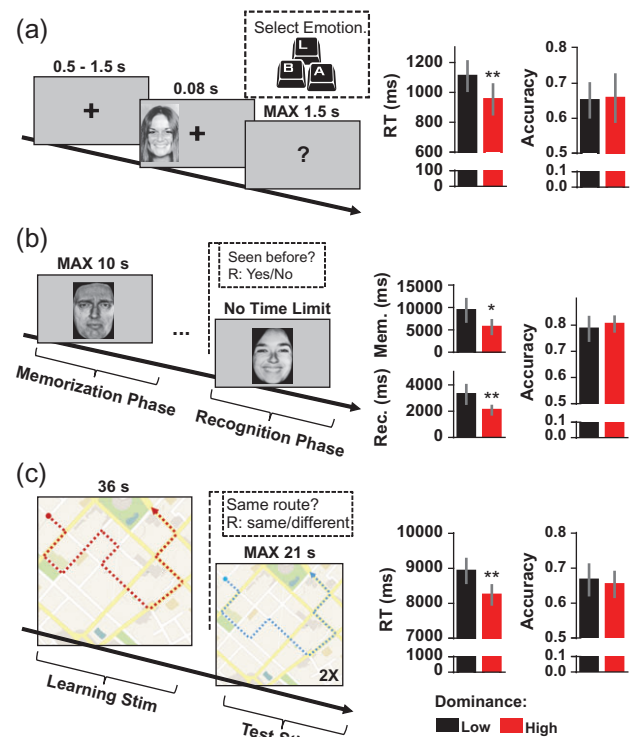 (a)
0.5 - 1.5 s
+
0.08 s
+
MAX 1.5 s
?
Select Emotion.
L
B
A
RT (ms)
1200
1000
800
600
100
0
**
Accuracy
0.8
0.7
0.6
0.5
0.1
0.0
(b)
MAX 10 s
...
Seen before?
R: Yes/No
No Time Limit
Memorization Phase
Recognition Phase
Mem. (ms)
15000
10000
5000
0
*
Rec. (ms)
4000
2000
0
**
Accuracy
0.8
0.7
0.6
0.5
0.1
0.0
(c)
36 s
Same route?
R: same/different
MAX 21 s
2X
Learning Stim
Test
RT (ms)
10000
9000
8000
7000
1000
0
**
Accuracy
0.8
0.7
0.6
0.5
0.1
0.0
Dominance:
Low
High